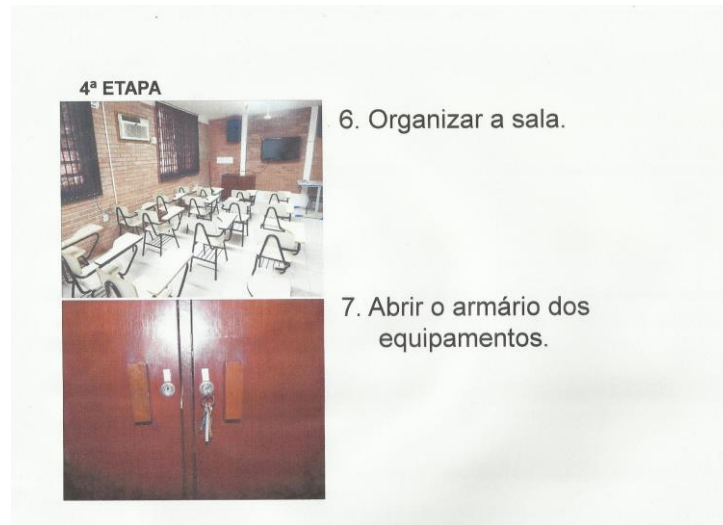 4ª ETAPA
6. Organizar a sala.
7. Abrir o armário dos
equipamentos.